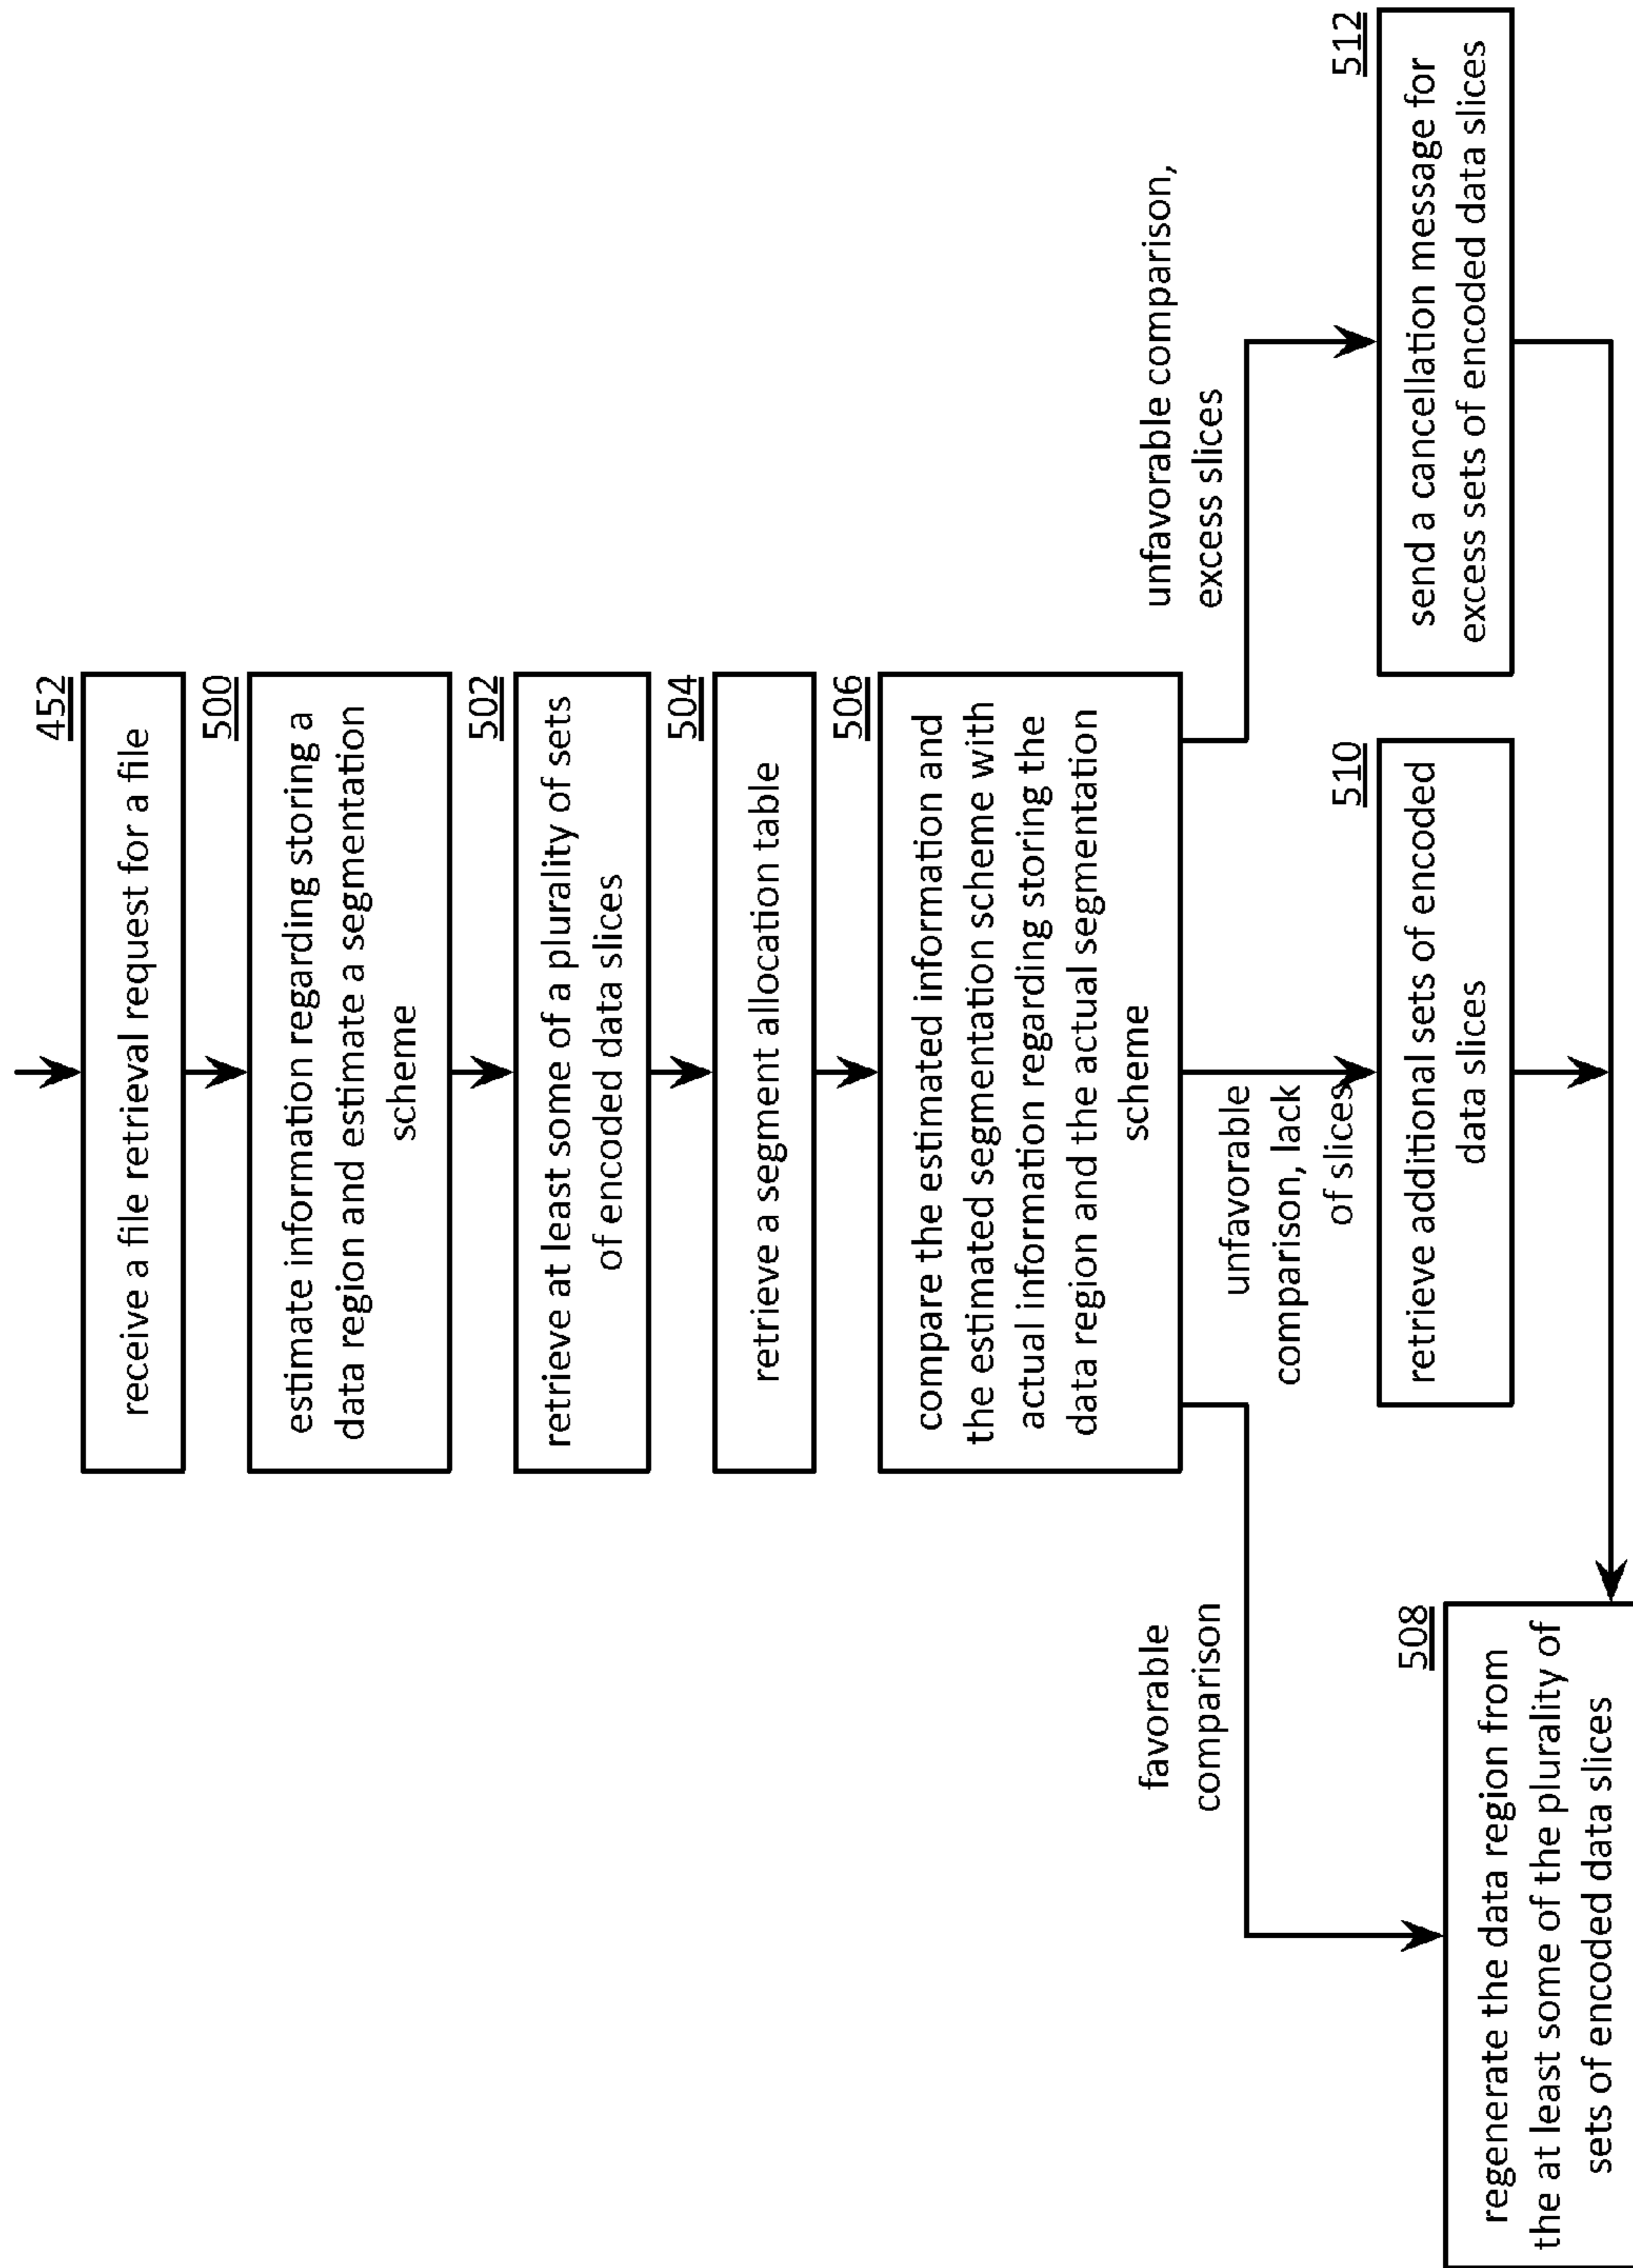 452
receive a file retrieval request for a file
500
estimate information regarding storing a
data region and estimate a segmentation
scheme
502
retrieve at least some of a plurality of sets
of encoded data slices
504
retrieve a segment allocation table
506
compare the estimated information and
the estimated segmentation scheme with
actual information regarding storing the
data region and the actual segmentation
scheme
favorable
comparison
unfavorable
comparison, lack
of slices
unfavorable comparison,
excess slices
508
regenerate the data region from
the at least some of the plurality of
sets of encoded data slices
510
retrieve additional sets of encoded
data slices
512
send a cancellation message for
excess sets of encoded data slices